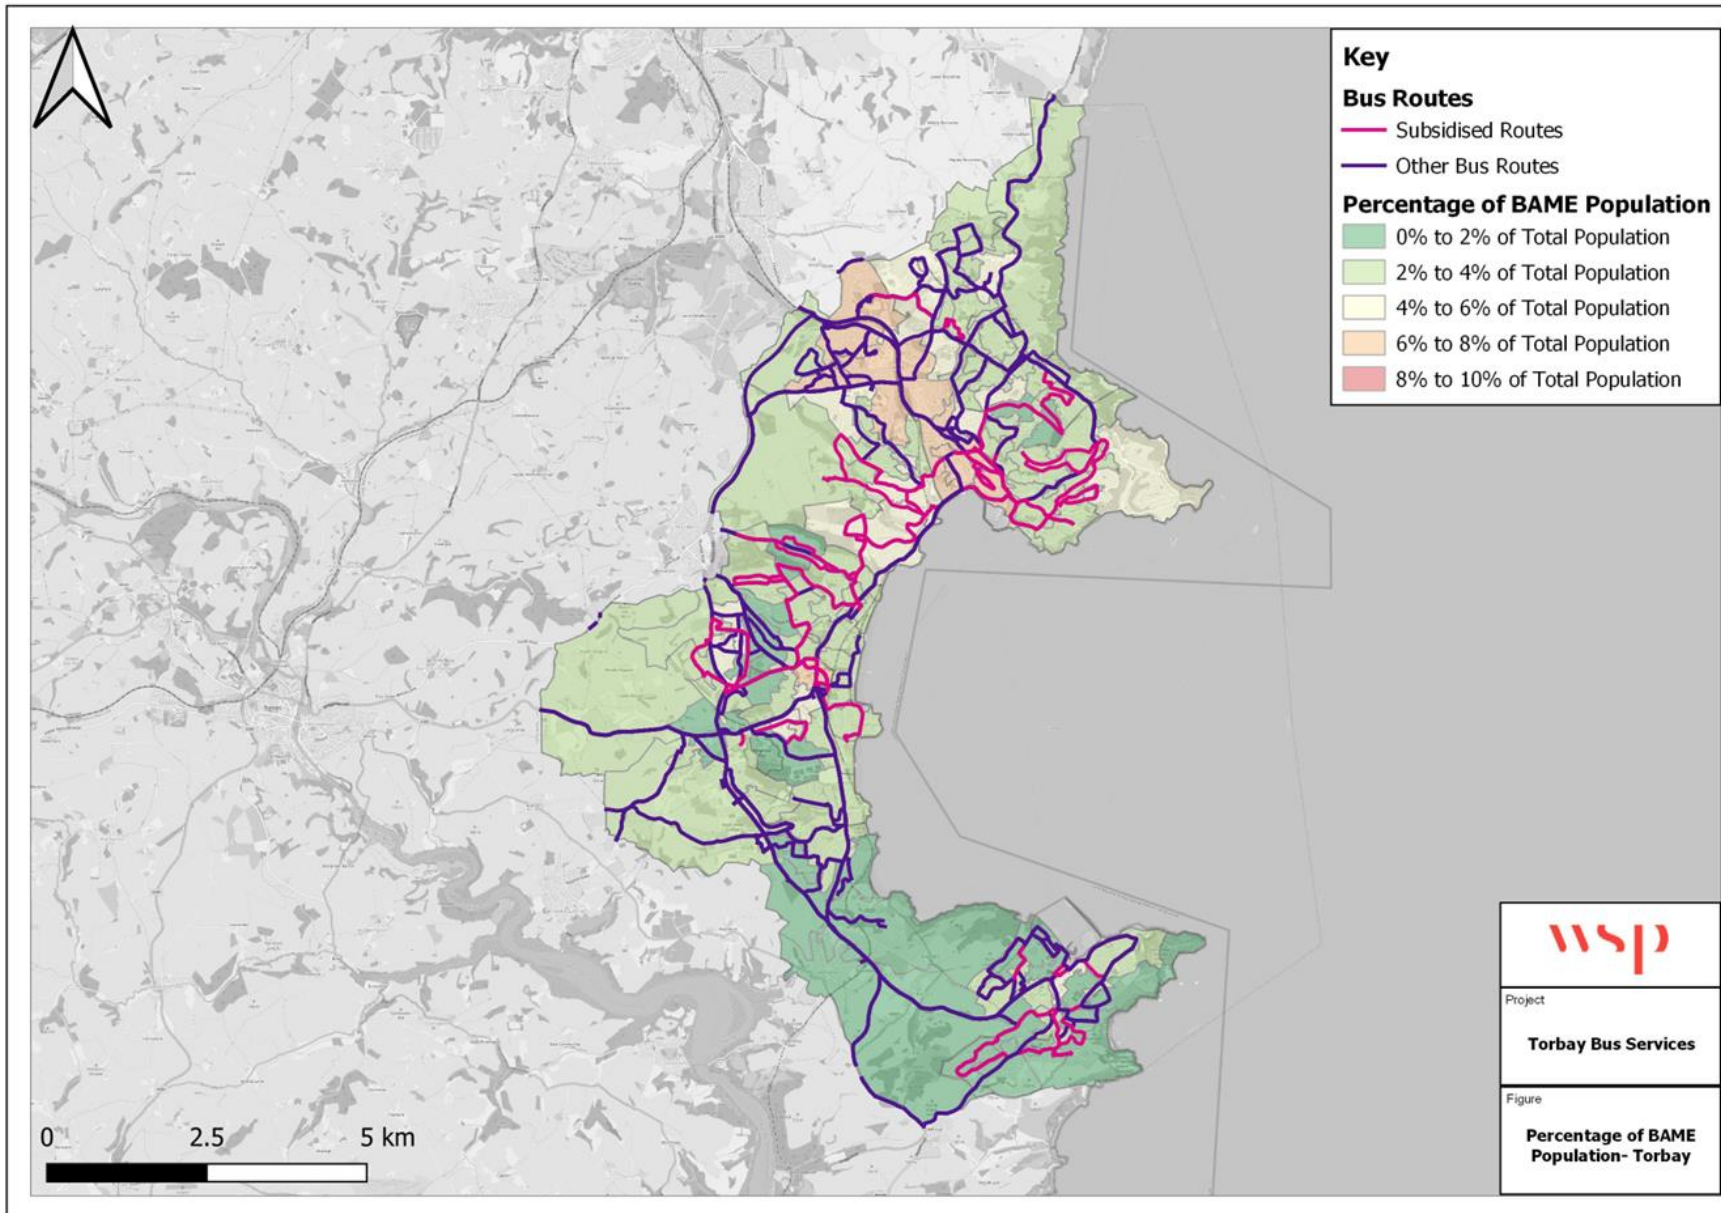 Key
Bus Routes
Subsidised Routes
Other Bus Routes
Percentage of BAME Population
0% to 2% of Total Population
2% to 4% of Total Population
4% to 6% of Total Population
6% to 8% of Total Population
8% to 10% of Total Population
wsp
Project
Torbay Bus Services
Figure
Percentage of BAME
Population- Torbay
0 2.5 5 km